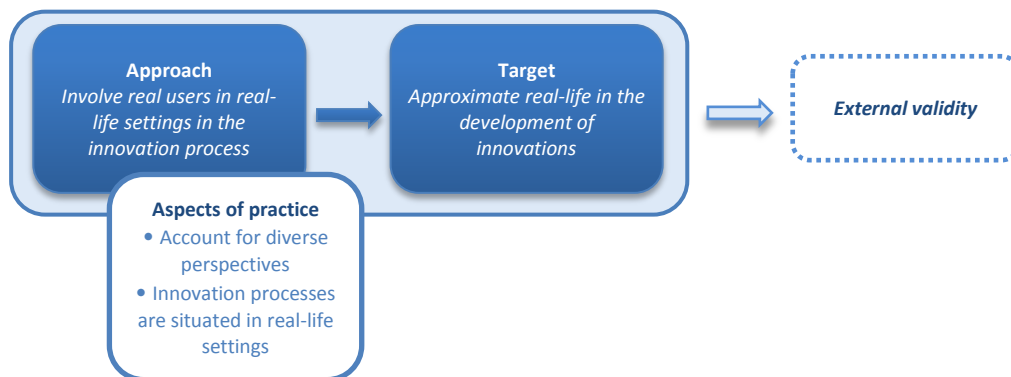 Approach
Involve real users in real-
life settings in the
innovation process
Target
Approximate real-life in the
development of
innovations
External validity
Aspects of practice
• Account for diverse
perspectives
• Innovation processes
are situated in real-life
settings